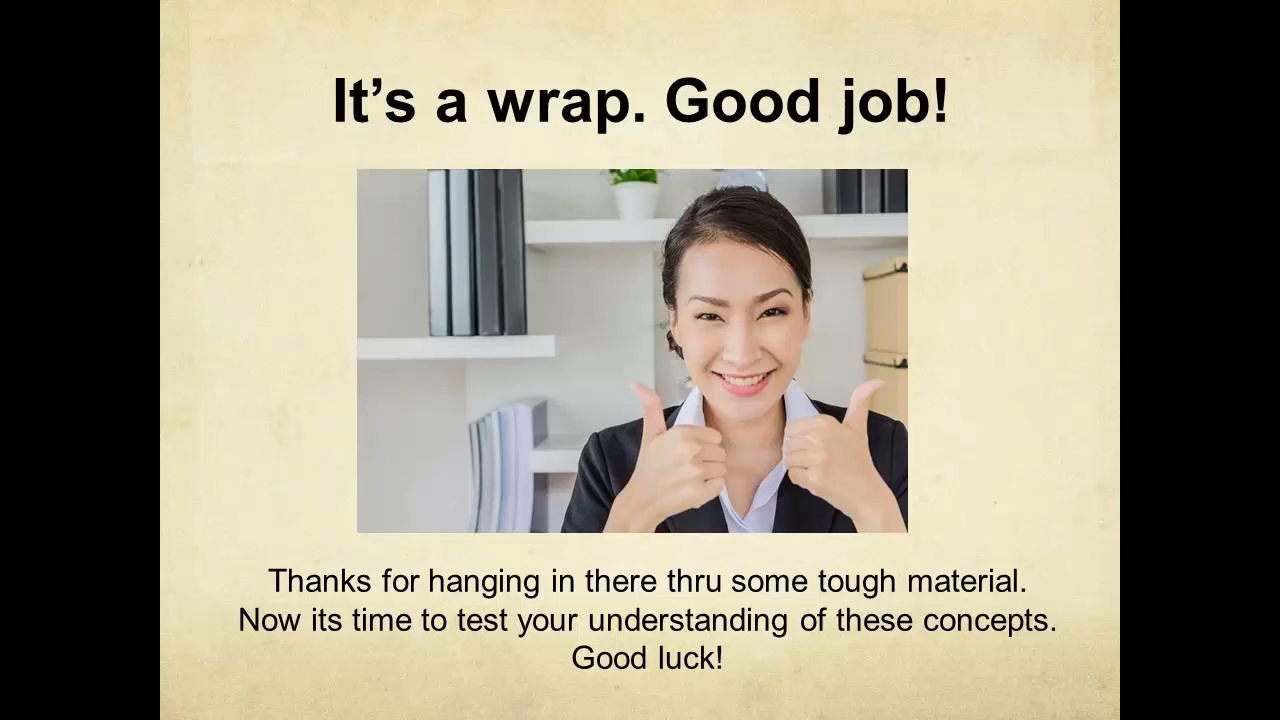 It’s a wrap. Good job!
Thanks for hanging in there thru some tough material.
Now its time to test your understanding of these concepts.
Good luck!